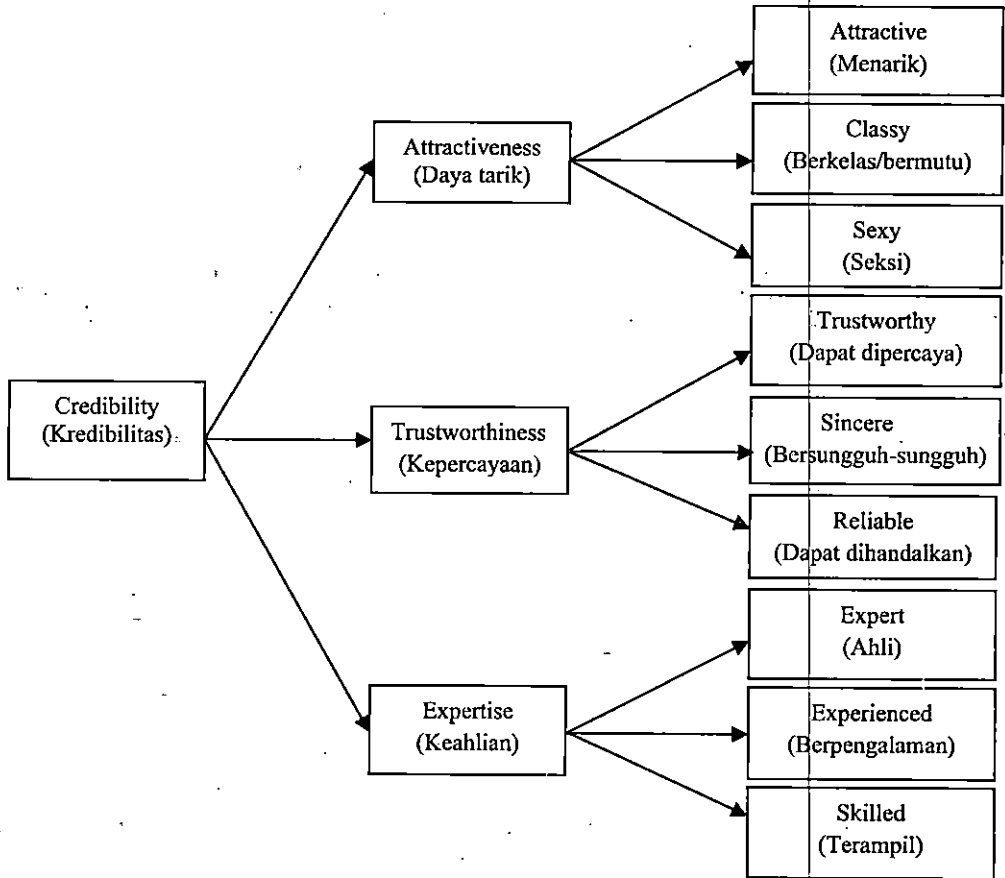 Attractive
(Menarik)
Classy
(Berkelas/bermutu)
Sexy
(Seksi)
Attractiveness
(Daya tarik)
Credibility
(Kredibilitas)
Trustworthiness
(Kepercayaan)
Trustworthy
(Dapat dipercaya)
Sincere
(Bersungguh-sungguh)
Reliable
(Dapat dihandalkan)
Expertise
(Keahlian)
Expert
(Ahli)
Experienced
(Berpengalaman)
Skilled
(Terampil)